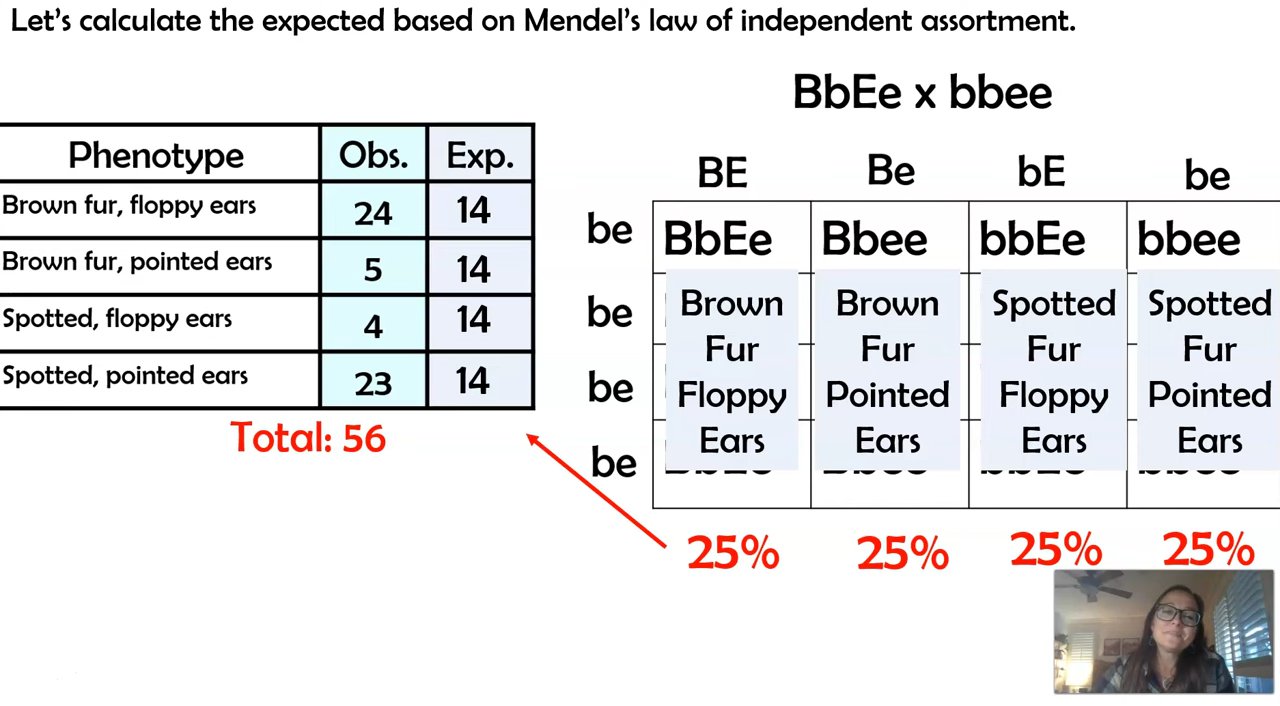 Let's calculate the expected based on Mendel's law of independent assortment.
BbEe x bbee
Phenotype Obs. Exp.
Brown fur, floppy ears 24 14
Brown fur, pointed ears 5 14
Spotted, floppy ears 4 14
Spotted, pointed ears 23 14
Total: 56
BE Be bE be
be BbEe Bbee bbEe bbee
be
be
be
Brown Fur Floppy Ears
Brown Fur Pointed Ears
Spotted Fur Floppy Ears
Spotted Fur Pointed Ears
25% 25% 25% 25%